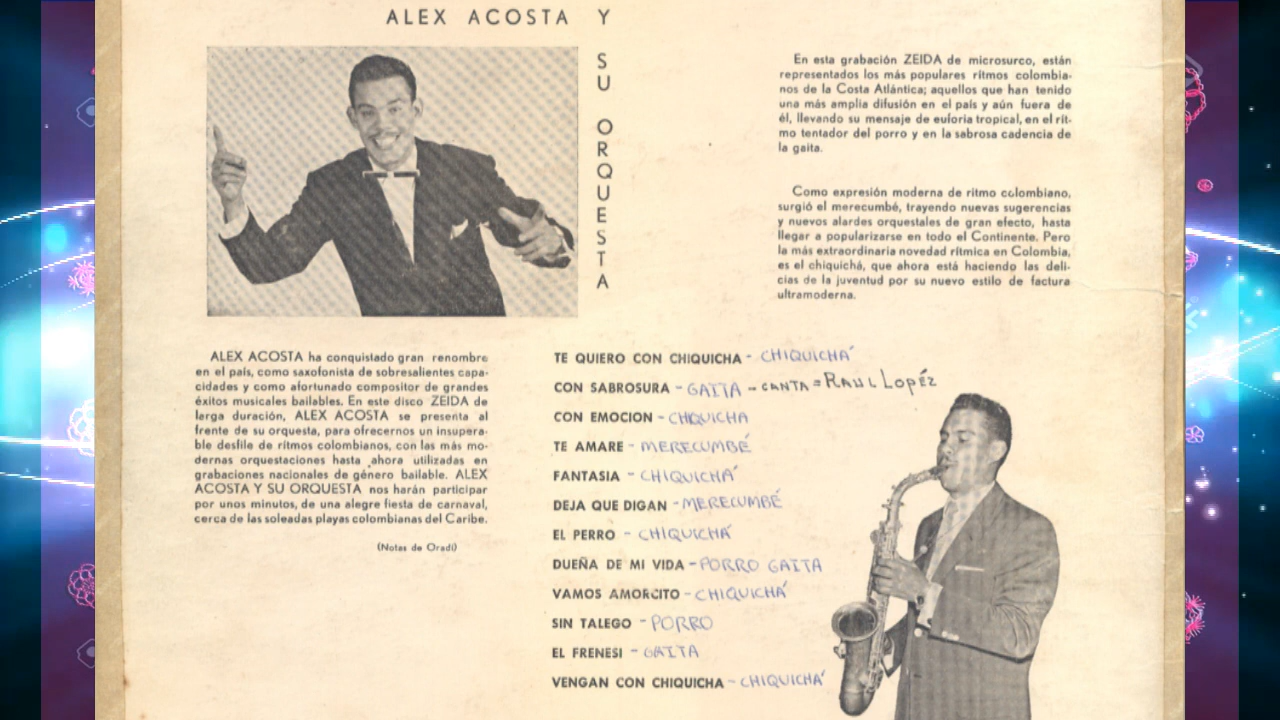 ALEX ACOSTA Y
SU ORQUESTA
En esta grabación ZEIDA de microsurco, están
representados los más populares ritmos colombia-
nos de la Costa Atlántica; aquellos que han tenido
una más amplia difusión en el país y aún fuera de
él, llevando su mensaje de euforia tropical, en el rít-
mo tentador del porro y en la sabrosa cadencia de
la gaita.
Como expresión moderna de ritmo colombiano,
surgió el merecumbé, trayendo nuevas sugerencias
y nuevos alardes orquestales de gran efecto, hasta
llegar a popularizarse en todo el Continente. Pero
la más extraordinaria novedad rítmica en Colombia,
es el chiquichá, que ahora está haciendo las deli-
cias de la juventud por su nuevo estilo de factura
ultramoderna.
ALEX ACOSTA ha conquistado gran renombre
en el país, como saxofonista de sobresalientes capa-
cidades y como afortunado compositor de grandes
éxitos musicales bailables. En este disco ZEIDA de
larga duración, ALEX ACOSTA se presenta al
frente de su orquesta, para ofrecernos un insupera-
ble desfile de ritmos colombianos, con las más mo-
dernas orquestaciones hasta ahora utilizadas en
grabaciones nacionales de género bailable. ALEX
ACOSTA Y SU ORQUESTA nos harán participar
por unos minutos, de una alegre fiesta de carnaval,
cerca de las soleadas playas colombianas del Caribe.
(Notas de Oradi)
TE QUIERO CON CHIQUICHA - CHIQUICHÁ
CON SABROSURA - GAITA - CANTA = RAUL LOPÉZ
CON EMOCION - CHIQUICHA
TE AMARE - MERECUMBÉ
FANTASIA - CHIQUICHÁ
DEJA QUE DIGAN - MERECUMBÉ
EL PERRO - CHIQUICHÁ
DUEÑA DE MI VIDA - PORRO GAITA
VAMOS AMORCITO - CHIQUICHÁ
SIN TALEGO - PORRO
EL FRENESI - GAITA
VENGAN CON CHIQUICHA - CHIQUICHÁ